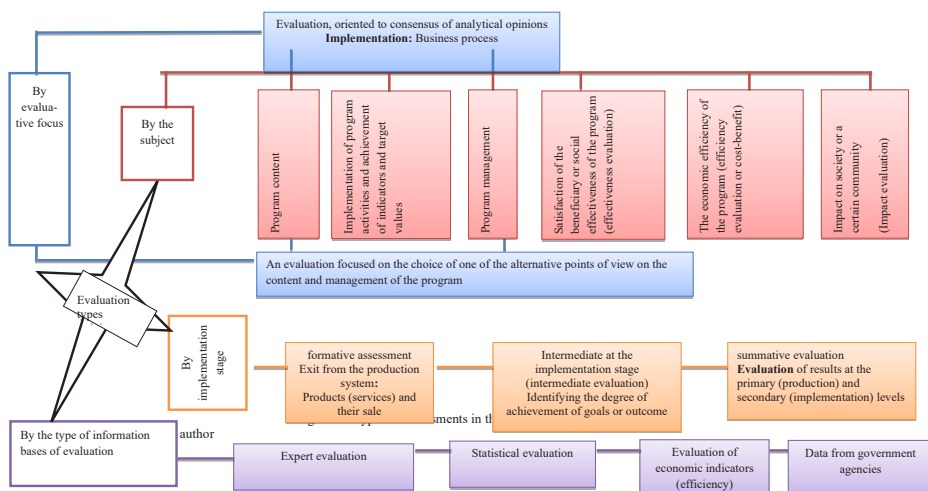 Evaluation, oriented to consensus of analytical opinions
Implementation: Business process
By
evalua-
tive focus
By the
subject
Program content
Implementation of program
activities and achievement
of indicators and target
values
Program management
Satisfaction of the
beneficiary or social
effectiveness of the program
(effectiveness evaluation)
The economic efficiency of
the program (efficiency
evaluation or cost-benefit)
Impact on society or a
certain community
(Impact evaluation)
An evaluation focused on the choice of one of the alternative points of view on the
content and management of the program
Evaluation
types
By
implementation
stage
formative assessment
Exit from the production
system:
Products (services) and
their sale
Intermediate at the
implementation stage
(intermediate evaluation)
Identifying the degree of
achievement of goals or outcome
summative evaluation
Evaluation of results at the
primary (production) and
secondary (implementation) levels
in th
By the type of information
bases of evaluation
author
Expert evaluation
Statistical evaluation
Evaluation of
economic indicators
(efficiency)
Data from government
agencies